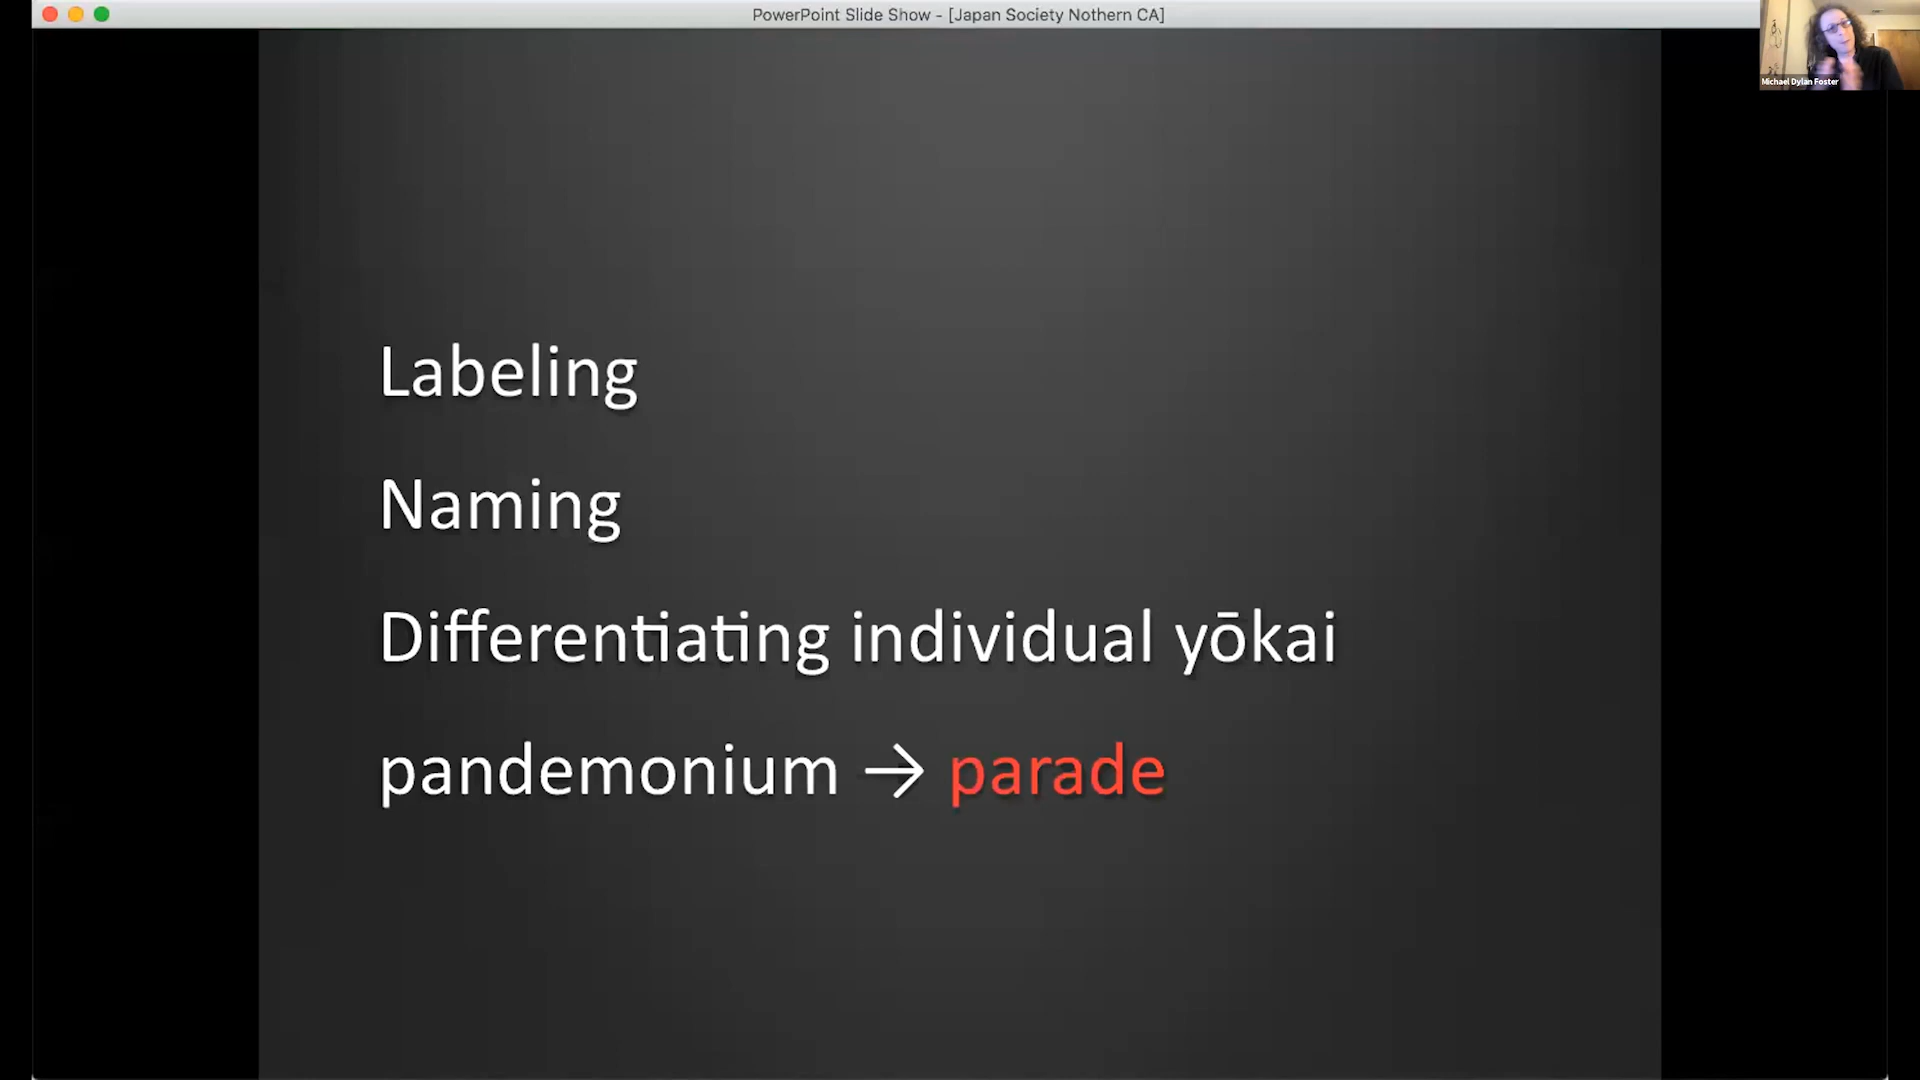 PowerPoint Slide Show - [Japan Society Nothern CA]
Michael Dylan Foster
Labeling
Naming
Differentiating individual yōkai
pandemonium → parade